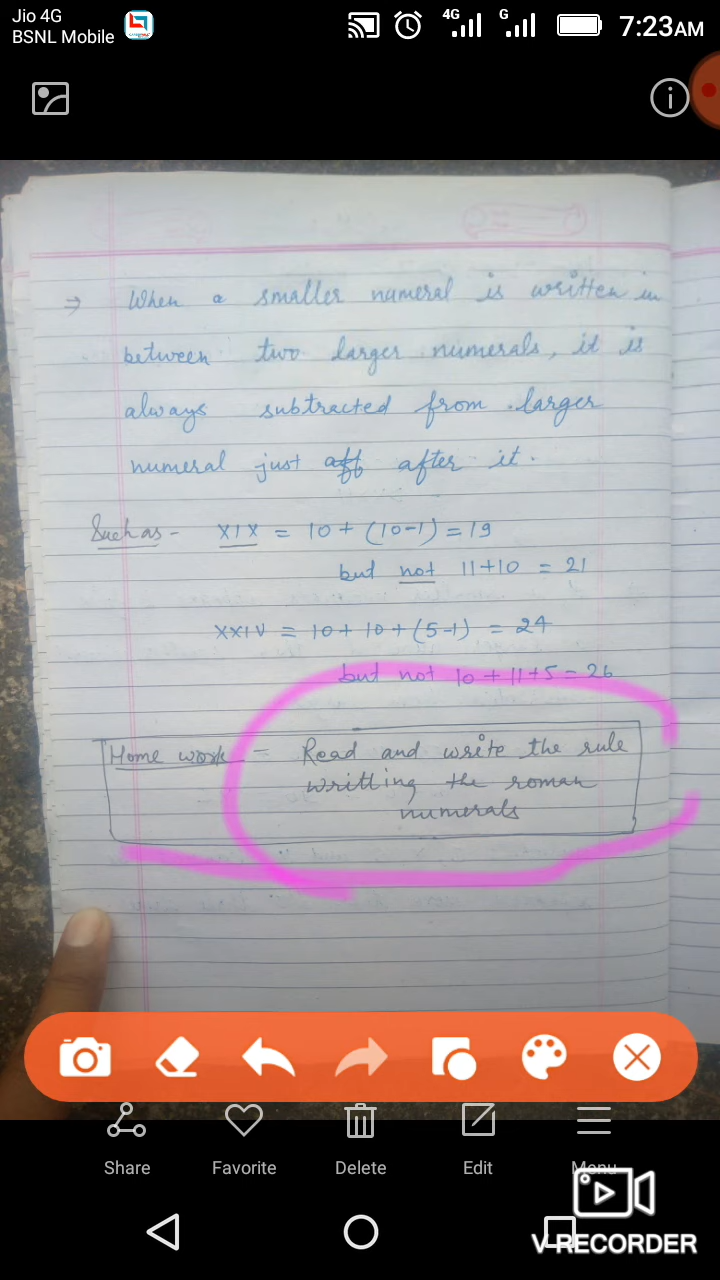 Jio 4G
BSNL Mobile
4G
G
7:23AM
→ When a smaller numeral is written in
between two larger numerals, it is
always subtracted from larger
numeral just after it.
Such as - XIX = 10 + (10-1) = 19
but not 11+10 = 21
XXIV = 10 + 10 + (5-1) = 24
but not 10 + 11 + 5 = 26
Home work - Read and write the rule
writting the roman
numerals
Share Favorite Delete Edit Menu
V RECORDER